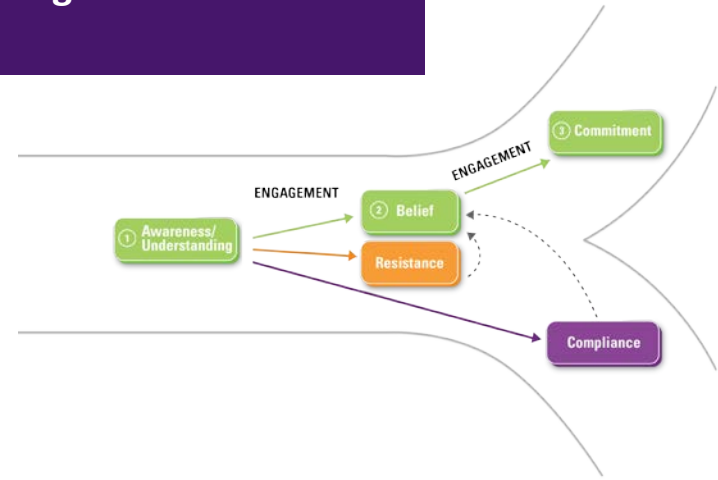 ENGAGEMENT
③ Commitment
ENGAGEMENT
② Belief
① Awareness/
Understanding
Resistance
Compliance